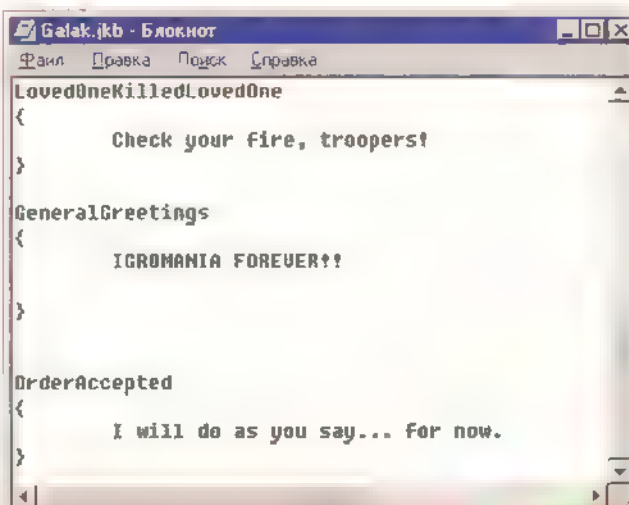 Galak.jkb - Блокнот
Файл Правка Поиск Справка
LovedOneKilledLovedOne
{
Check your fire, troopers!
}
GeneralGreetings
{
IGROMANIA FOREVER!!
}
OrderAccepted
{
I will do as you say... for now.
}